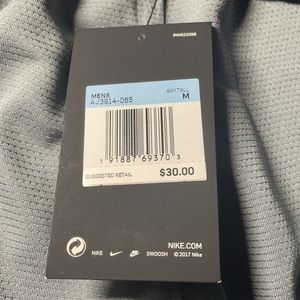 MENS
AJ3914-065
M
1 91887 69370 3
SUGGESTED RETAIL
$30.00
NIKE.COM
NIKE
SWOOSH
© 2017 Nike